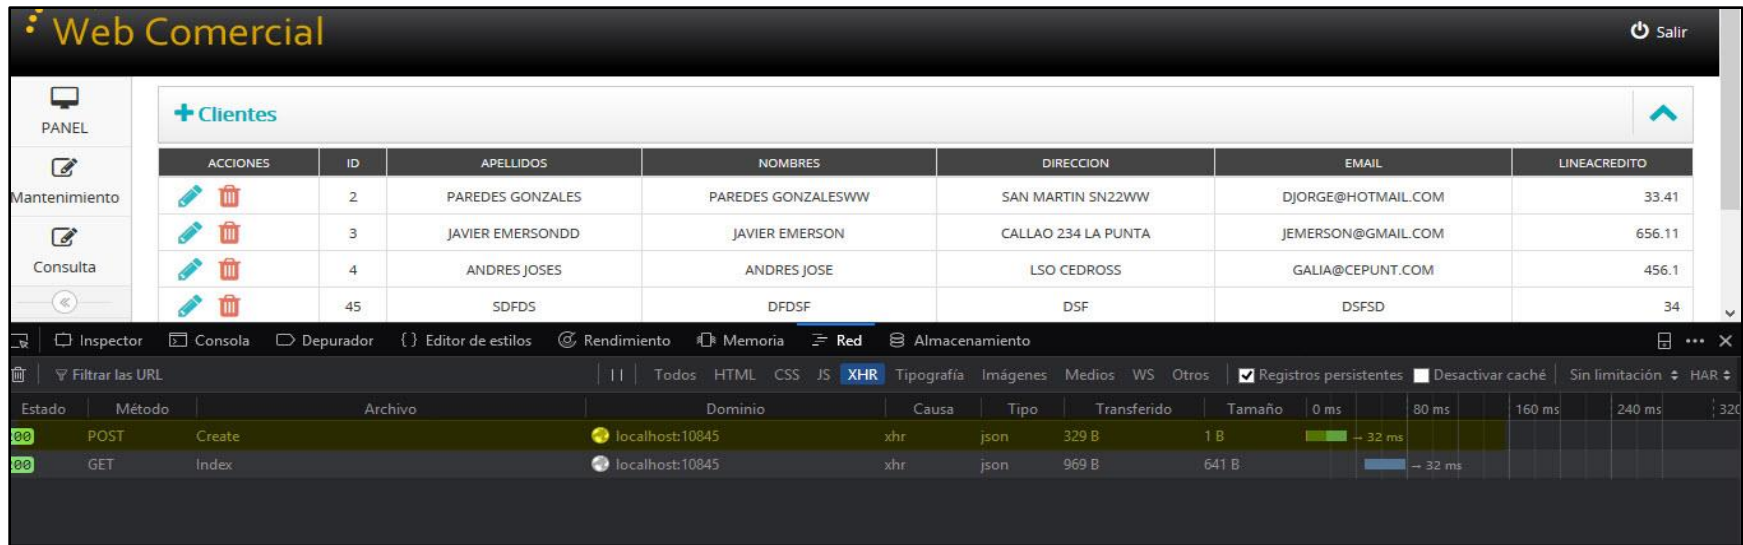 Web Comercial
Salir
PANEL
Mantenimiento
Consulta
Clientes
ACCIONES ID APELLIDOS NOMBRES DIRECCION EMAIL LINEACREDITO
2 PAREDES GONZALES PAREDES GONZALESWW SAN MARTIN SN22WW DJORGE@HOTMAIL.COM 33.41
3 JAVIER EMERSONDD JAVIER EMERSON CALLAO 234 LA PUNTA JEMERSON@GMAIL.COM 656.11
4 ANDRES JOSES ANDRES JOSE LSO CEDROSS GALIA@CEPUNT.COM 456.1
45 SDFDS DFDSF DSF DSFSD 34
Inspector Consola Depurador {} Editor de estilos Rendimiento Memoria Red Almacenamiento
Filtrar las URL Todos HTML CSS JS XHR Tipografía Imágenes Medios WS Otros Registros persistentes Desactivar caché Sin limitación HAR
Estado Método Archivo Dominio Causa Tipo Transferido Tamaño 0 ms 80 ms 160 ms 240 ms 320
00 POST Create localhost:10845 xhr json 329 B 1 B → 32 ms
00 GET Index localhost:10845 xhr json 969 B 641 B → 32 ms